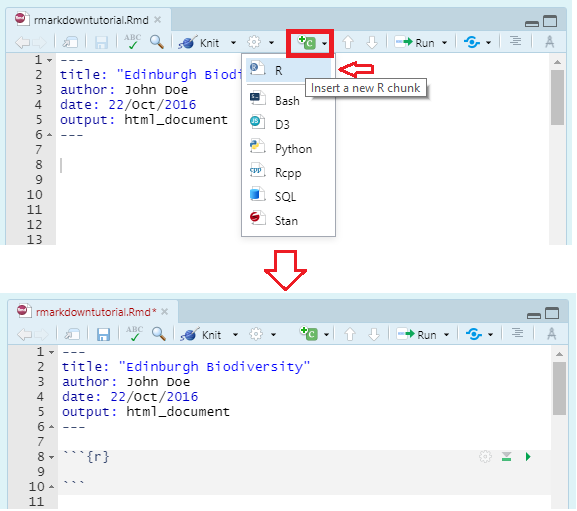 rmarkdowntutorial.Rmd ×
ABC Knit C Run
1 ---
2 title: "Edinburgh Biodi
3 author: John Doe
4 date: 22/Oct/2016
5 output: html_document
6 ---
7
8
9
10
11
12
13
R
Insert a new R chunk
Bash
D3
Python
Rcpp
SQL
Stan
rmarkdowntutorial.Rmd* ×
ABC Knit C Run
1 ---
2 title: "Edinburgh Biodiversity"
3 author: John Doe
4 date: 22/Oct/2016
5 output: html_document
6 ---
7
8 ```{r}
9
10 ```
11